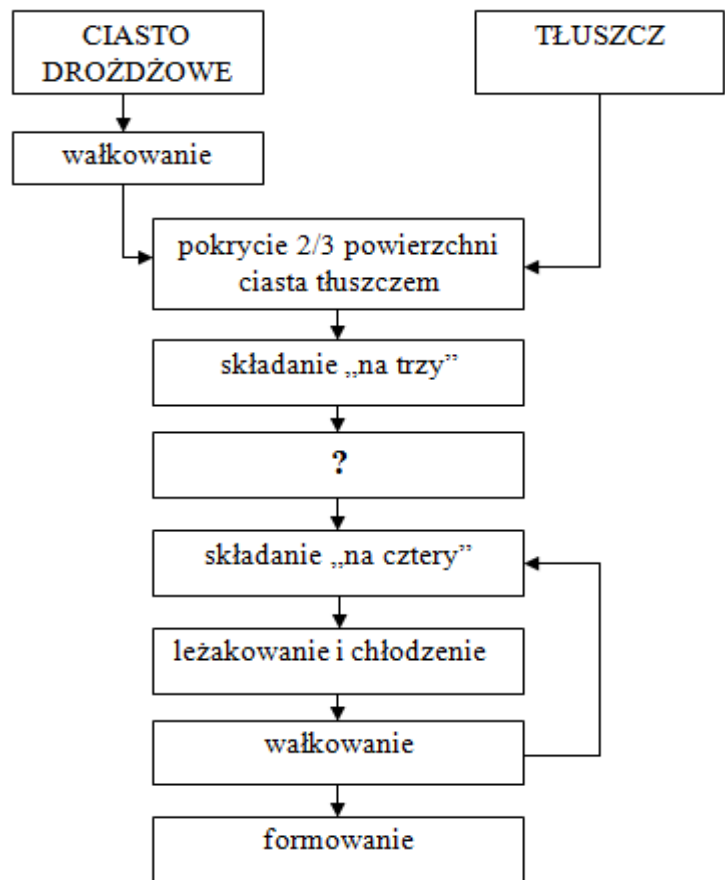 CIASTO
DROŻDŻOWE
TŁUSZCZ
wałkowanie
pokrycie 2/3 powierzchni
ciasta tłuszczem
składanie „na trzy”
?
składanie „na cztery”
leżakowanie i chłodzenie
wałkowanie
formowanie